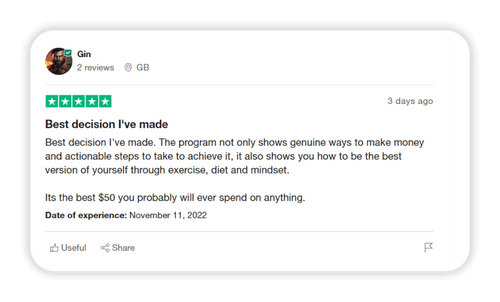 Gin
2 reviews GB
3 days ago
Best decision I've made
Best decision I've made. The program not only shows genuine ways to make money
and actionable steps to take to achieve it, it also shows you how to be the best
version of yourself through exercise, diet and mindset.
Its the best $50 you probably will ever spend on anything.
Date of experience: November 11, 2022
Useful Share